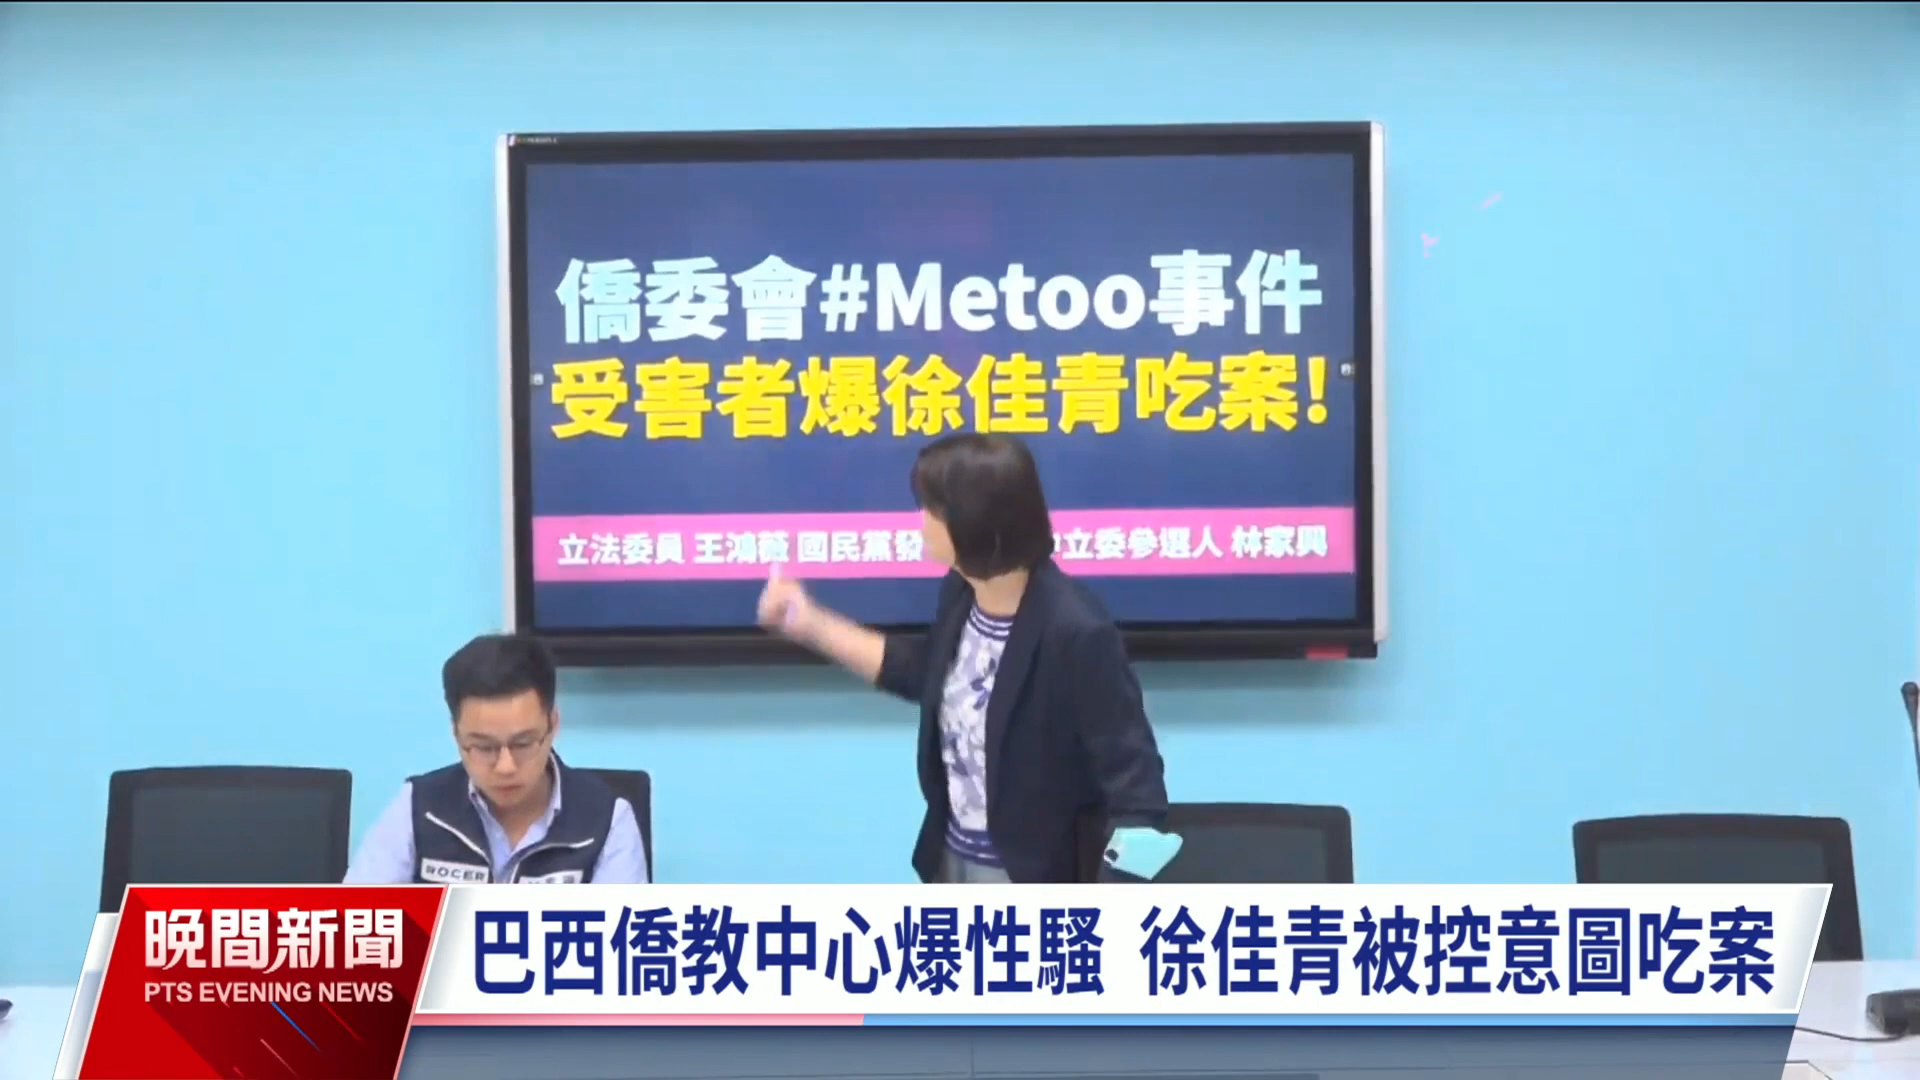 僑委會#Metoo事件
受害者爆徐佳青吃案!
立法委員 王鴻薇 國民黨發 立委參選人 林家興
ROCER
晚間新聞
PTS EVENING NEWS
巴西僑教中心爆性騷 徐佳青被控意圖吃案